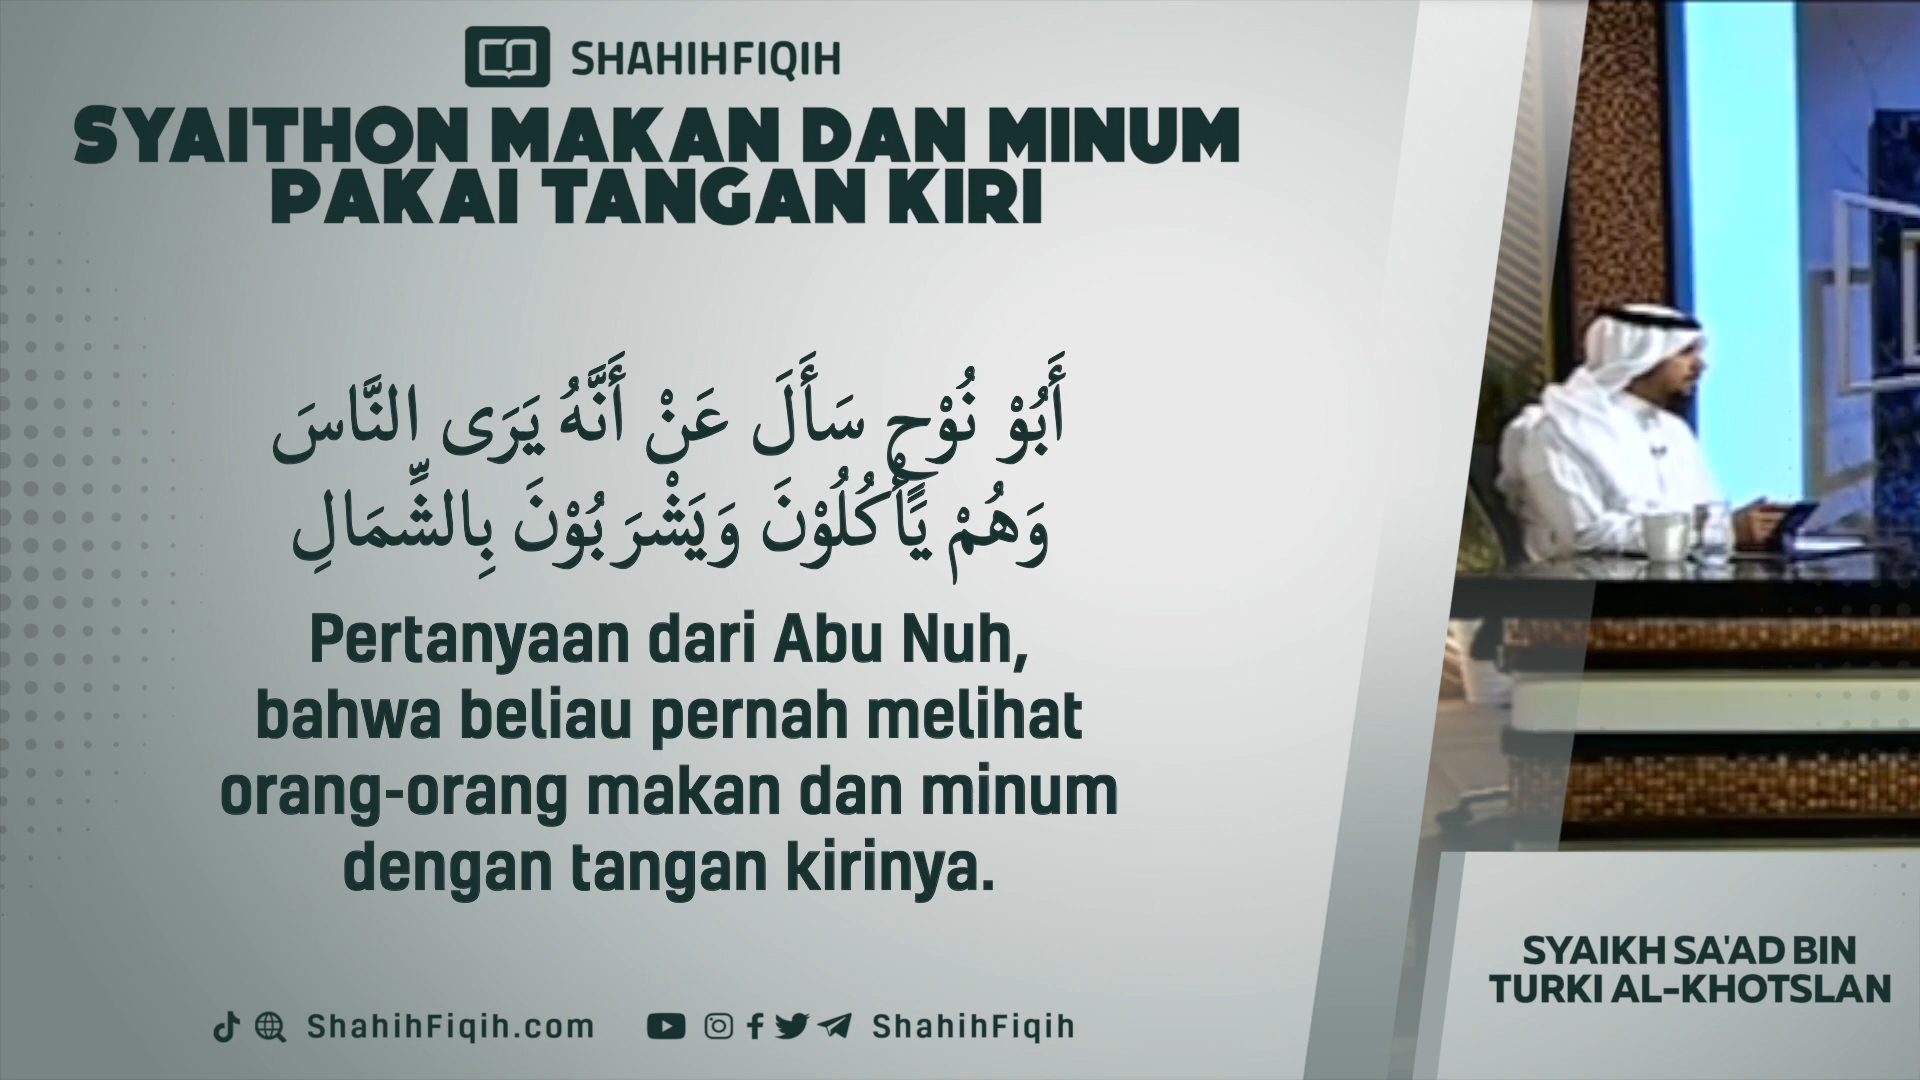 SHAHIHFIQIH
SYAITHON MAKAN DAN MINUM
PAKAI TANGAN KIRI
أَبُوْ نُوْحٍ سَأَلَ عَنْ أَنَّهُ يَرَى النَّاسَ
وَهُمْ يَأْكُلُوْنَ وَيَشْرَبُوْنَ بِالشِّمَالِ
Pertanyaan dari Abu Nuh,
bahwa beliau pernah melihat
orang-orang makan dan minum
dengan tangan kirinya.
ShahihFiqih.com
ShahihFiqih
SYAIKH SA'AD BIN
TURKI AL-KHOTSLAN